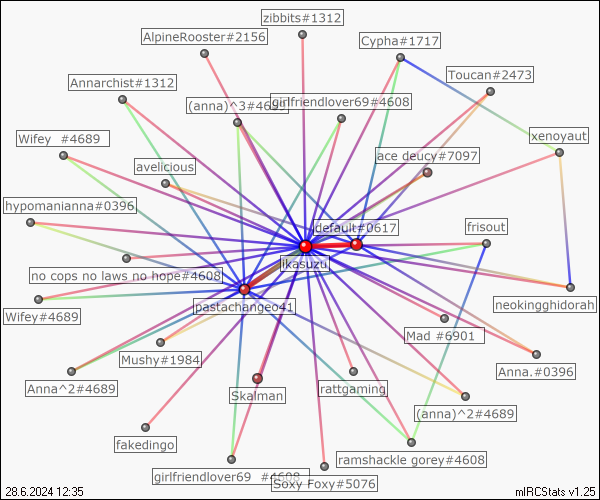 zibbits#1312
AlpineRooster#2156
Cypha#1717
Toucan#2473
Annarchist#1312
(anna)^3#4689
girlfriendlover69#4608
Wifey #4689
xenoyaut
ace deucy#7097
avelicious
hypomanianna#0396
default#0617
frisout
ikasuzu
no cops no laws no hope#4608
pastachangeo41
neokingghidorah
Wifey#4689
Mad #6901
Mushy#1984
Anna.#0396
Anna^2#4689
Skalman
rattgaming
(anna)^2#4689
fakedingo
ramshackle gorey#4608
girlfriendlover69 #4608
Soxy Foxy#5076
28.6.2024 12:35
mIRCStats v1.25